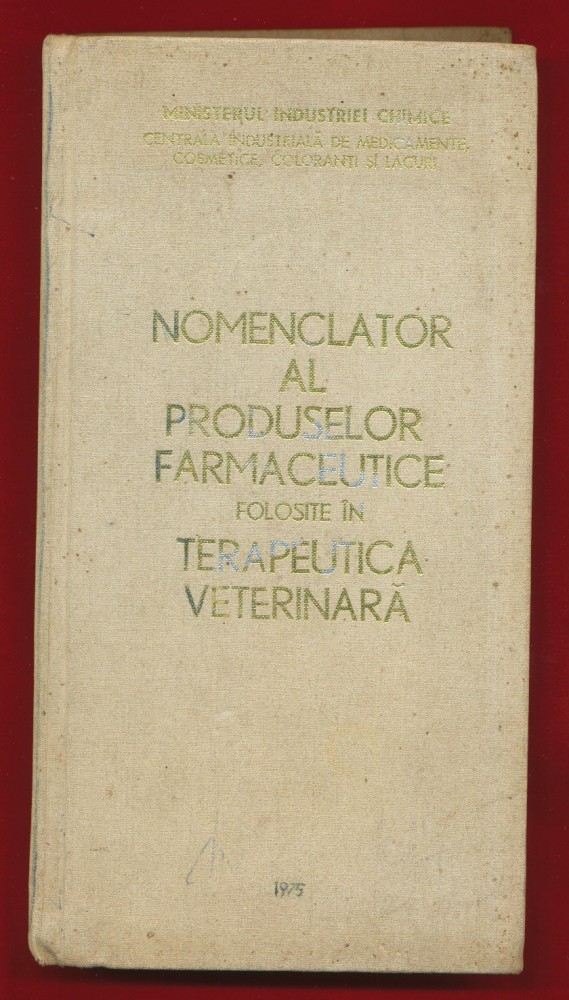 MINISTERUL INDUSTRIEI CHIMICE
CENTRALA INDUSTRIALĂ DE MEDICAMENTE,
COSMETICE, COLORANTI ȘI LACURI
NOMENCLATOR
AL
PRODUSELOR
FARMACEUTICE
FOLOSITE ÎN
TERAPEUTICA
VETERINARĂ
1975